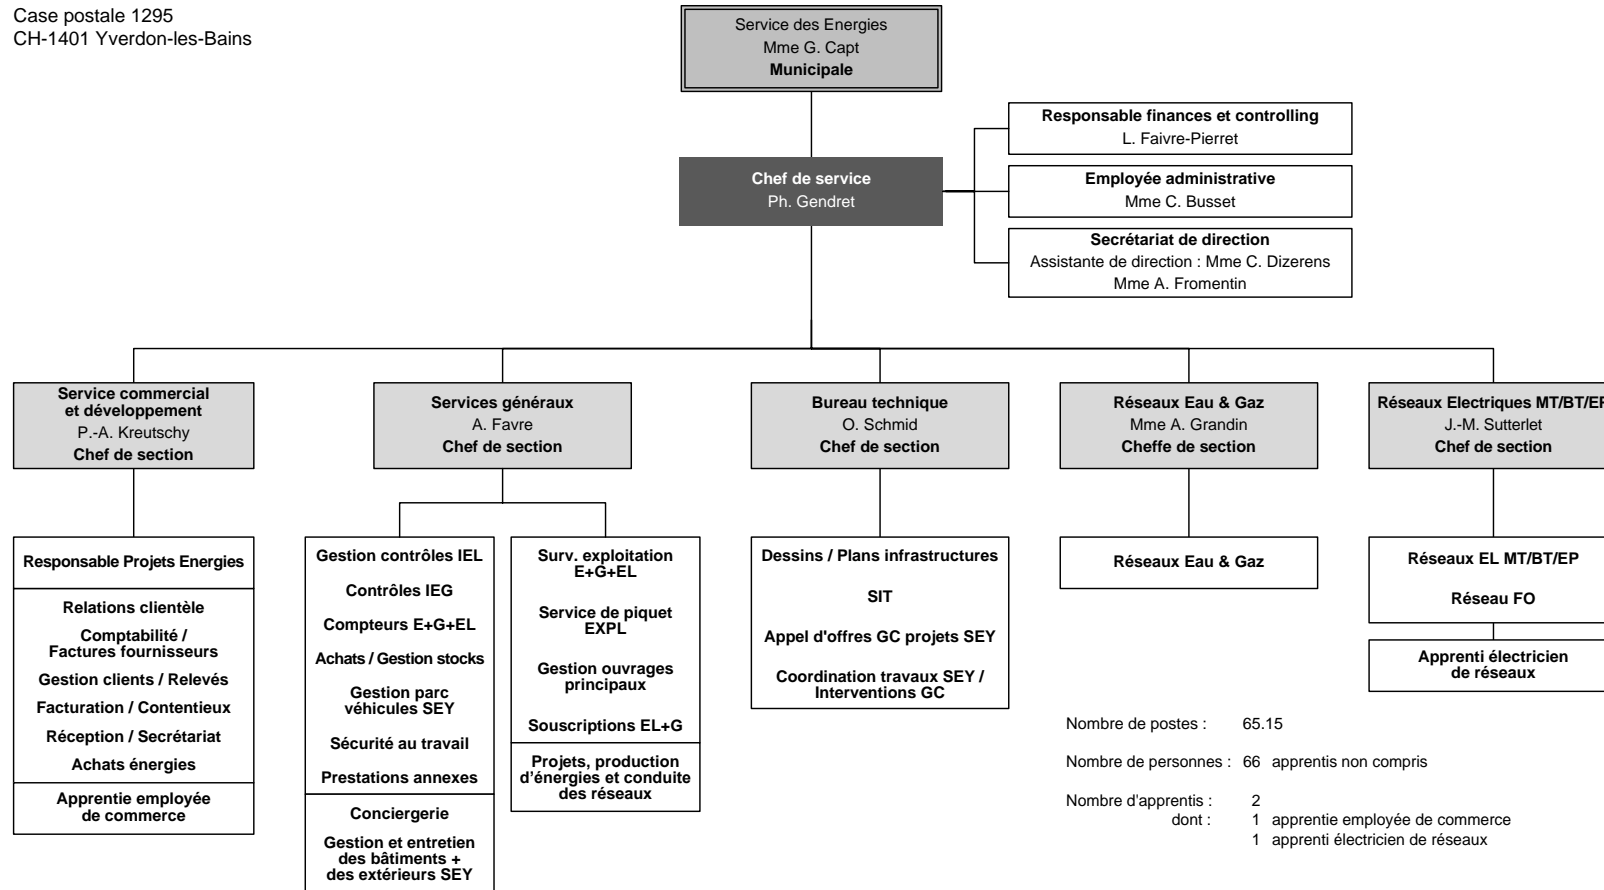 Case postale 1295
CH-1401 Yverdon-les-Bains
Service des Energies
Mme G. Capt
Municipale
Responsable finances et controlling
L. Faivre-Pierret
Chef de service
Ph. Gendret
Employée administrative
Mme C. Busset
Secrétariat de direction
Assistante de direction : Mme C. Dizerens
Mme A. Fromentin
Service commercial
et développement
P.-A. Kreutschy
Chef de section
Services généraux
A. Favre
Chef de section
Bureau technique
O. Schmid
Chef de section
Réseaux Eau & Gaz
Mme A. Grandin
Cheffe de section
Réseaux Electriques MT/BT/EP
J.-M. Sutterlet
Chef de section
Responsable Projets Energies
Relations clientèle
Comptabilité /
Factures fournisseurs
Gestion clients / Relevés
Facturation / Contentieux
Réception / Secrétariat
Achats énergies
Apprentie employée
de commerce
Gestion contrôles IEL
Contrôles IEG
Compteurs E+G+EL
Achats / Gestion stocks
Gestion parc
véhicules SEY
Sécurité au travail
Prestations annexes
Conciergerie
Gestion et entretien
des bâtiments +
des extérieurs SEY
Surv. exploitation
E+G+EL
Service de piquet
EXPL
Gestion ouvrages
principaux
Souscriptions EL+G
Projets, production
d'énergies et conduite
des réseaux
Dessins / Plans infrastructures
SIT
Appel d'offres GC projets SEY
Coordination travaux SEY /
Interventions GC
Réseaux Eau & Gaz
Réseaux EL MT/BT/EP
Réseau FO
Apprenti électricien
de réseaux
Nombre de postes : 65.15
Nombre de personnes : 66 apprentis non compris
Nombre d'apprentis : 2
dont : 1 apprentie employée de commerce
1 apprenti électricien de réseaux